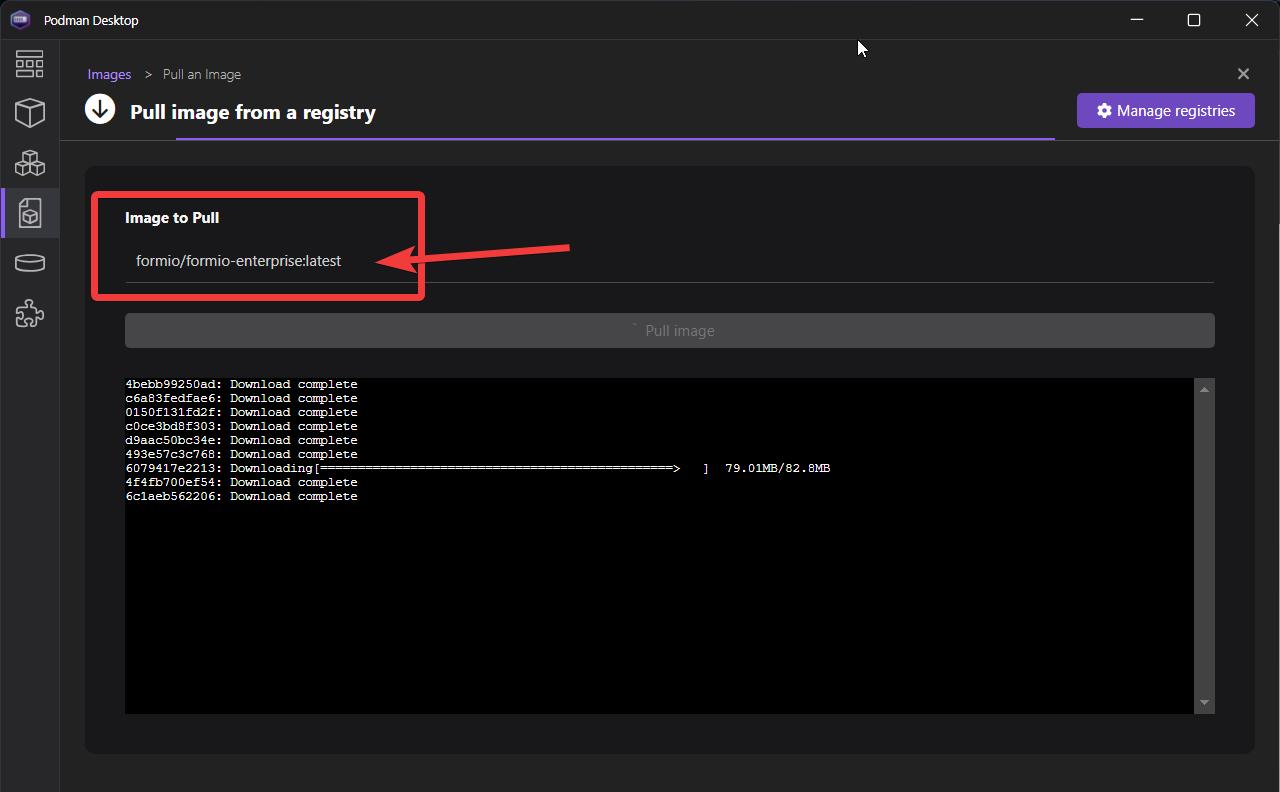 Podman Desktop
Images > Pull an Image
Pull image from a registry
Manage registries
Image to Pull
formio/formio-enterprise:latest
Pull image
4bebb99250ad: Download complete
c6a83fedfae6: Download complete
0150f131fd2f: Download complete
c0ce3bd8f303: Download complete
d9aac50bc34e: Download complete
493e57c3c768: Download complete
6079417e2213: Downloading[===============================================>   ]  79.01MB/82.8MB
4f4fb700ef54: Download complete
6c1aeb562206: Download complete